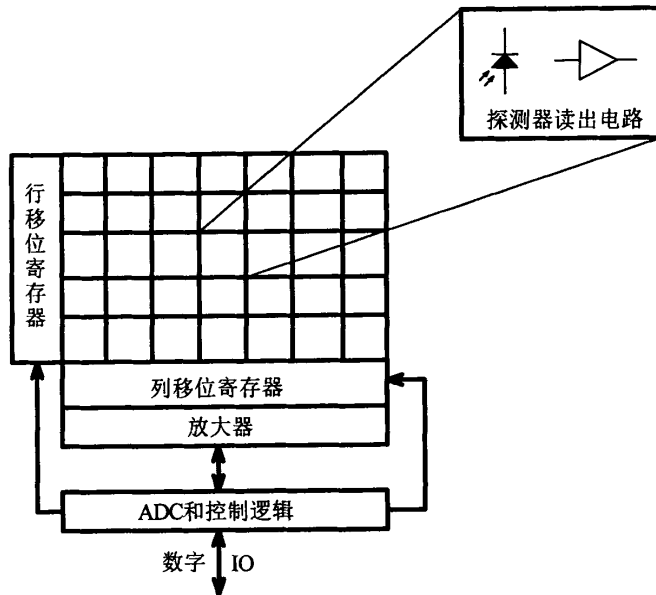 探测器读出电路
行移位寄存器
列移位寄存器
放大器
ADC和控制逻辑
数字 IO